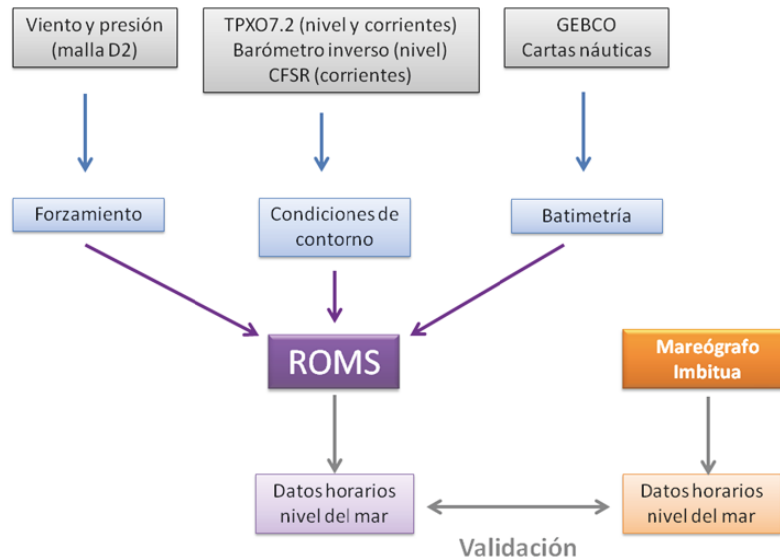 Viento y presión
(malla D2)
TPXO7.2 (nivel y corrientes)
Barómetro inverso (nivel)
CFSR (corrientes)
GEBCO
Cartas náuticas
Forzamiento
Condiciones de
contorno
Batimetría
ROMS
Mareógrafo
Imbitua
Datos horarios
nivel del mar
Datos horarios
nivel del mar
Validación